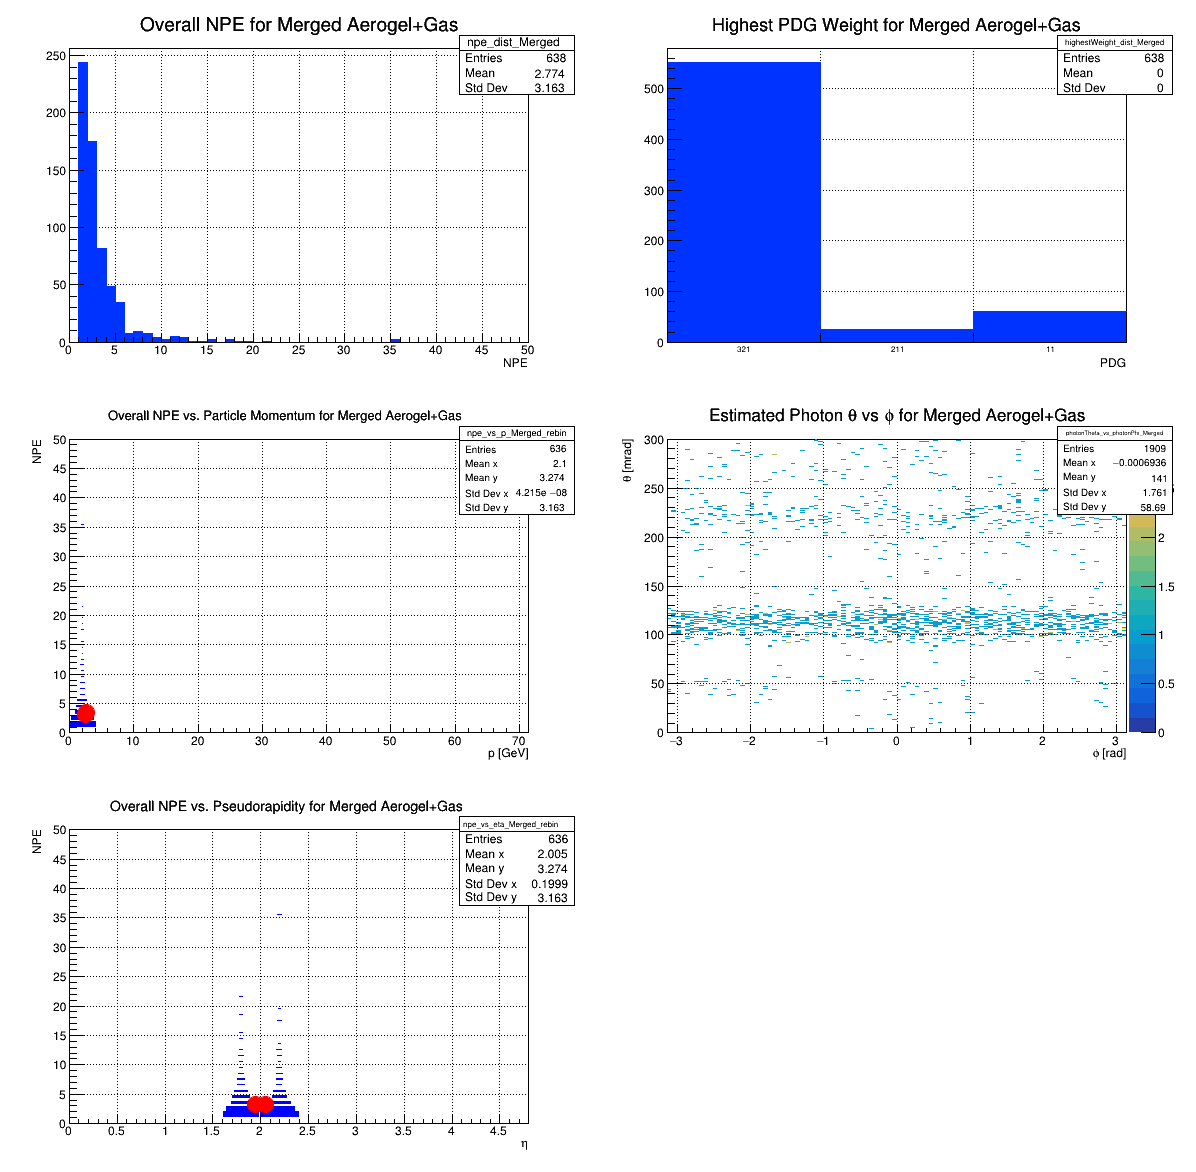 Overall NPE for Merged Aerogel+Gas
npe_dist_Merged
Entries 638
Mean 2.774
Std Dev 3.163
250
200
150
100
50
0
0 5 10 15 20 25 30 35 40 45 50
NPE
Highest PDG Weight for Merged Aerogel+Gas
highestWeight_dist_Merged
Entries 638
Mean 0
Std Dev 0
500
400
300
200
100
0
321 211 11
PDG
Overall NPE vs. Particle Momentum for Merged Aerogel+Gas
npe_vs_p_Merged_rebin
Entries 636
Mean x 2.1
Mean y 3.274
Std Dev x 4.215e −08
Std Dev y 3.163
NPE
50
45
40
35
30
25
20
15
10
5
0
0 10 20 30 40 50 60 70
p [GeV]
Estimated Photon θ vs ϕ for Merged Aerogel+Gas
photonTheta_vs_photonPhi_Merged
Entries 1909
Mean x −0.0006936
Mean y 141
Std Dev x 1.761
Std Dev y 58.69
θ [mrad]
300
250
200
150
100
50
0
−3 −2 −1 0 1 2 3
ϕ [rad]
2
1.5
1
0.5
0
Overall NPE vs. Pseudorapidity for Merged Aerogel+Gas
npe_vs_eta_Merged_rebin
Entries 636
Mean x 2.005
Mean y 3.274
Std Dev x 0.1999
Std Dev y 3.163
NPE
50
45
40
35
30
25
20
15
10
5
0
0 0.5 1 1.5 2 2.5 3 3.5 4 4.5
η